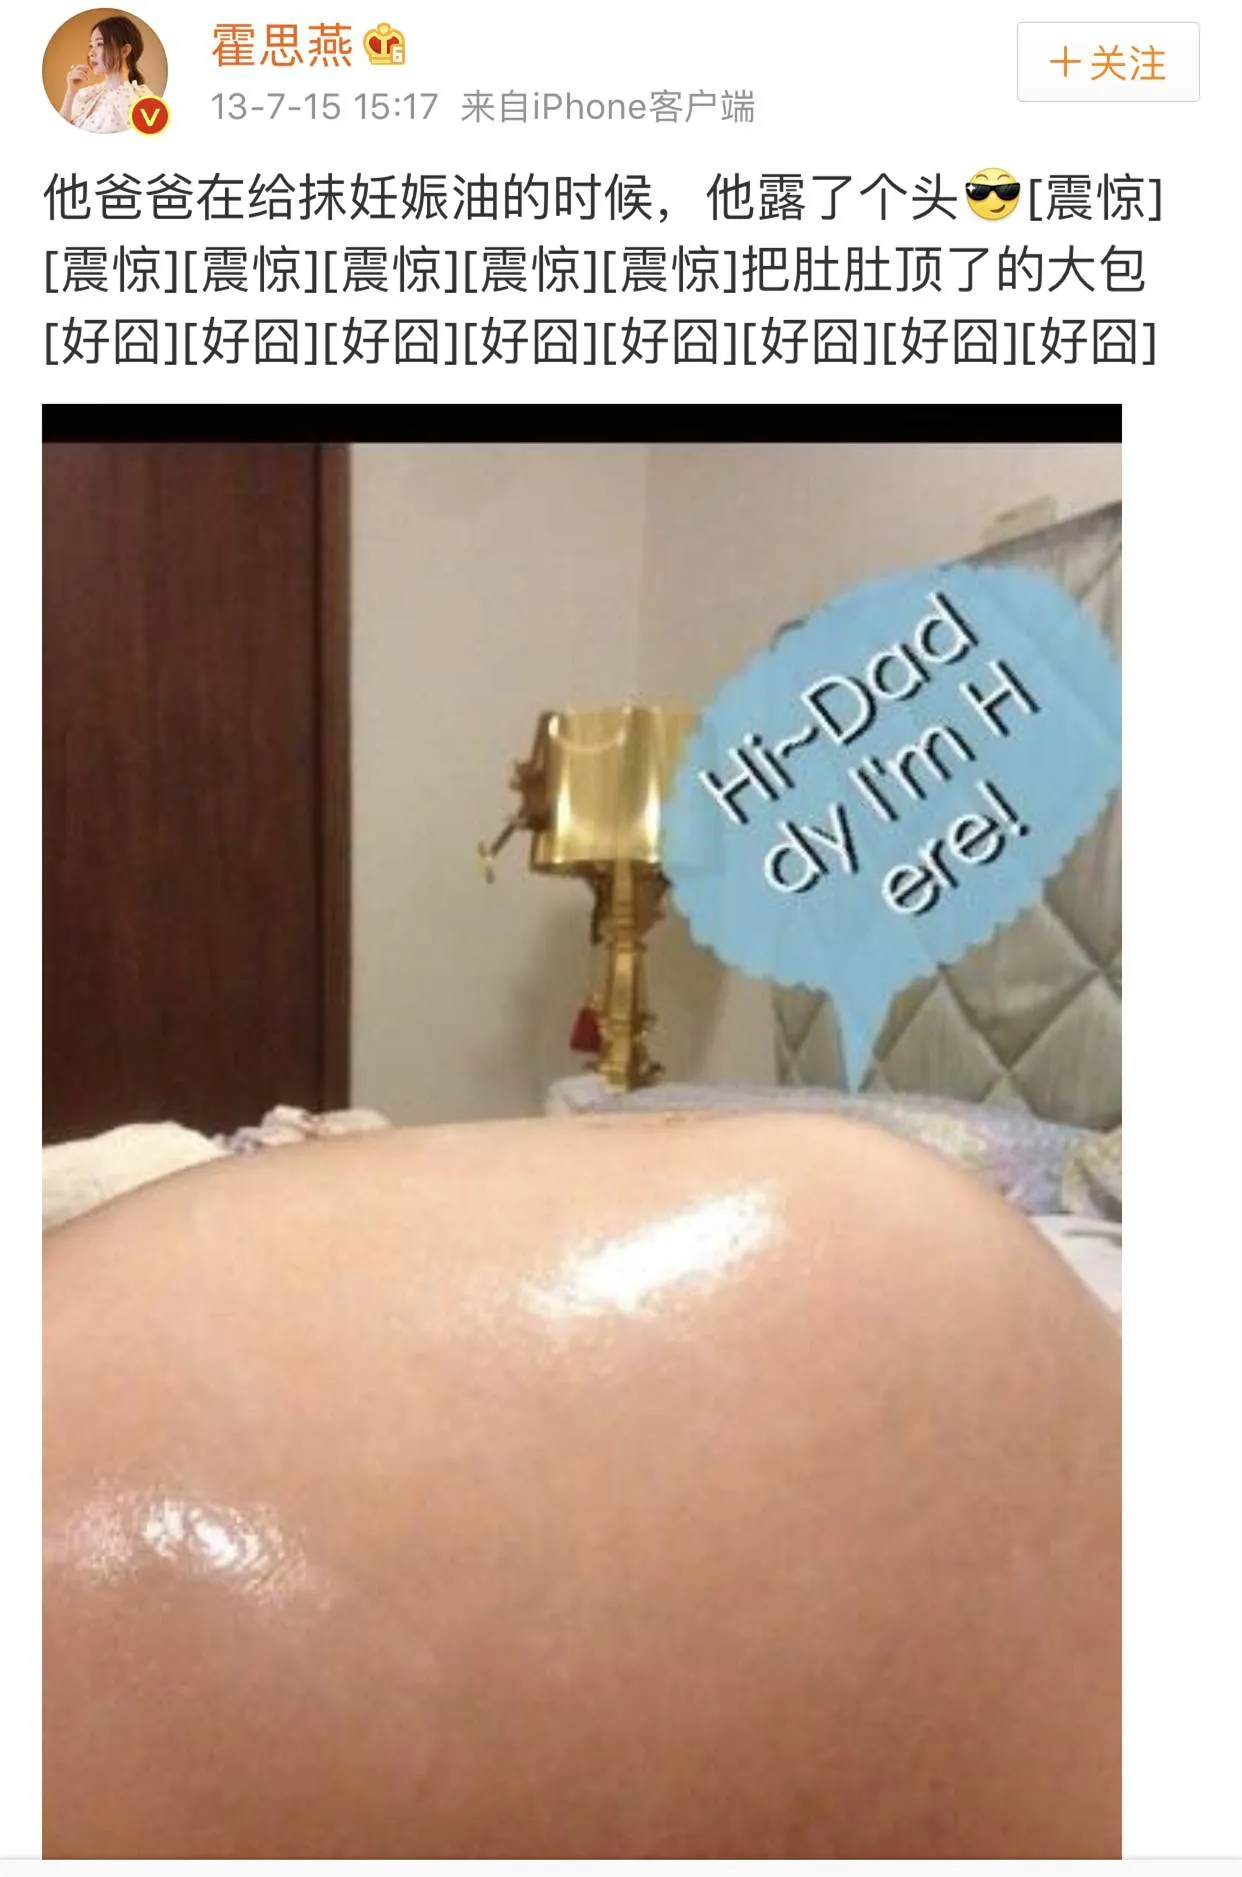 霍思燕
13-7-15 15:17 来自iPhone客户端
+关注
他爸爸在给抹妊娠油的时候，他露了个头😎[震惊]
[震惊][震惊][震惊][震惊][震惊]把肚肚顶了的大包
[好囧][好囧][好囧][好囧][好囧][好囧][好囧][好囧]
Hi~Dad
dy I'm H
ere!